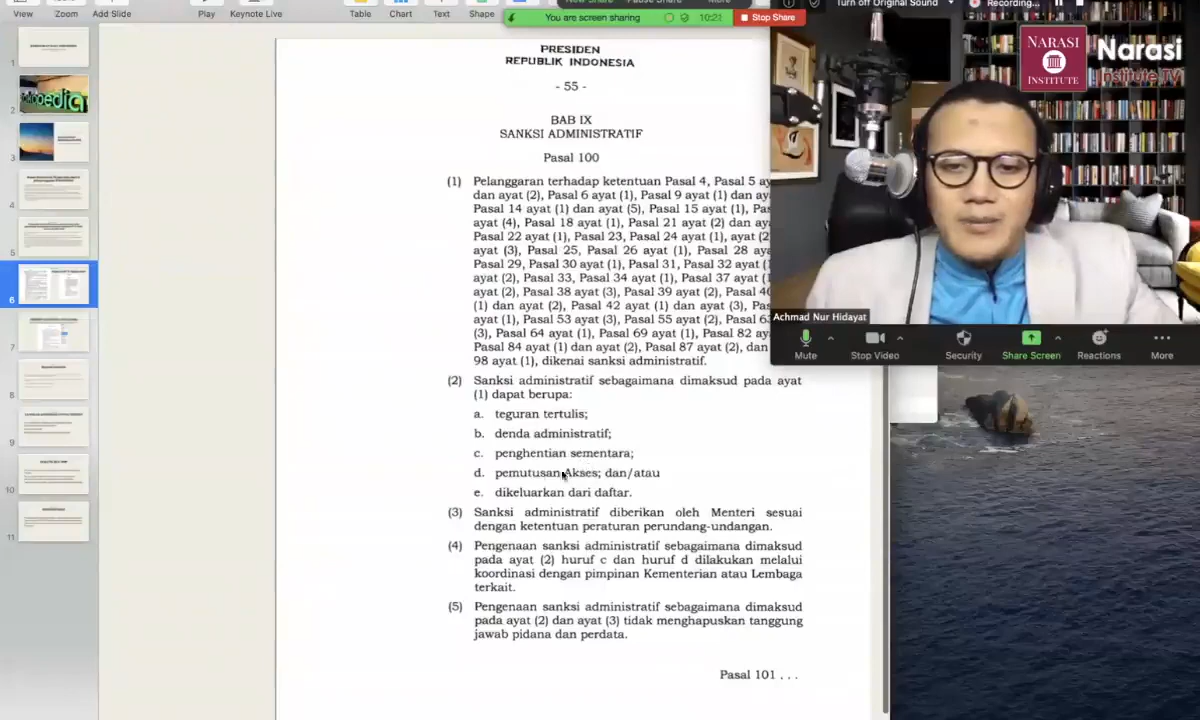 View
Zoom
Add Slide
Play
Keynote Live
Table
Chart
Text
Shape
You are screen sharing
10:21
Stop Share
Turn off Original Sound
Recording...
NARASI
INSTITUTE
Narasi
Institute TV
PRESIDEN
REPUBLIK INDONESIA
- 55 -
BAB IX
SANKSI ADMINISTRATIF
Pasal 100
(1) Pelanggaran terhadap ketentuan Pasal 4, Pasal 5
dan ayat (2), Pasal 6 ayat (1), Pasal 9 ayat (1) dan
Pasal 14 ayat (1) dan ayat (5), Pasal 15 ayat (1),
ayat (4), Pasal 18 ayat (1), Pasal 21 ayat (2) dan
Pasal 22 ayat (1), Pasal 23, Pasal 24 ayat (1), ayat
ayat (3), Pasal 25, Pasal 26 ayat (1), Pasal 28
Pasal 29, Pasal 30 ayat (1), Pasal 31, Pasal 32 ayat
ayat (2), Pasal 33, Pasal 34 ayat (1), Pasal 37 ayat
ayat (2), Pasal 38 ayat (3), Pasal 39 ayat (2), Pasal
(1) dan ayat (2), Pasal 42 ayat (1) dan ayat (3),
ayat (1), Pasal 53 ayat (3), Pasal 55 ayat (2), Pasal
(3), Pasal 64 ayat (1), Pasal 69 ayat (1), Pasal 82
Pasal 84 ayat (1) dan ayat (2), Pasal 87 ayat (2), dan
98 ayat (1), dikenai sanksi administratif.
(2) Sanksi administratif sebagaimana dimaksud pada ayat
(1) dapat berupa:
a. teguran tertulis;
b. denda administratif;
c. penghentian sementara;
d. pemutusan Akses; dan/atau
e. dikeluarkan dari daftar.
(3) Sanksi administratif diberikan oleh Menteri sesuai
dengan ketentuan peraturan perundang-undangan.
(4) Pengenaan sanksi administratif sebagaimana dimaksud
pada ayat (2) huruf c dan huruf d dilakukan melalui
koordinasi dengan pimpinan Kementerian atau Lembaga
terkait.
(5) Pengenaan sanksi administratif sebagaimana dimaksud
pada ayat (2) dan ayat (3) tidak menghapuskan tanggung
jawab pidana dan perdata.
Pasal 101 . . .
Achmad Nur Hidayat
Mute
Stop Video
Security
Share Screen
Reactions
More
1
2
3
4
5
6
7
8
9
10
11